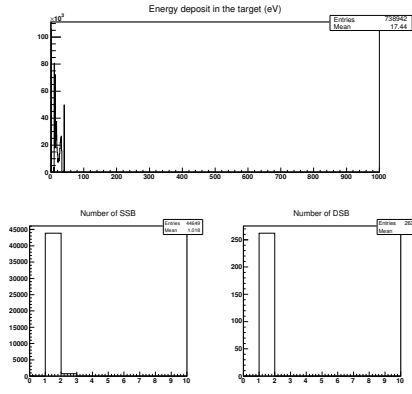 Energy deposit in the target (eV)
×10³
Entries 738942
Mean 17.44
100
80
60
40
20
0
0 100 200 300 400 500 600 700 800 900 1000
Number of SSB
Entries 44649
Mean 1.018
45000
40000
35000
30000
25000
20000
15000
10000
5000
0
0 1 2 3 4 5 6 7 8 9 10
Number of DSB
Entries 262
Mean
250
200
150
100
50
0
0 1 2 3 4 5 6 7 8 9 10